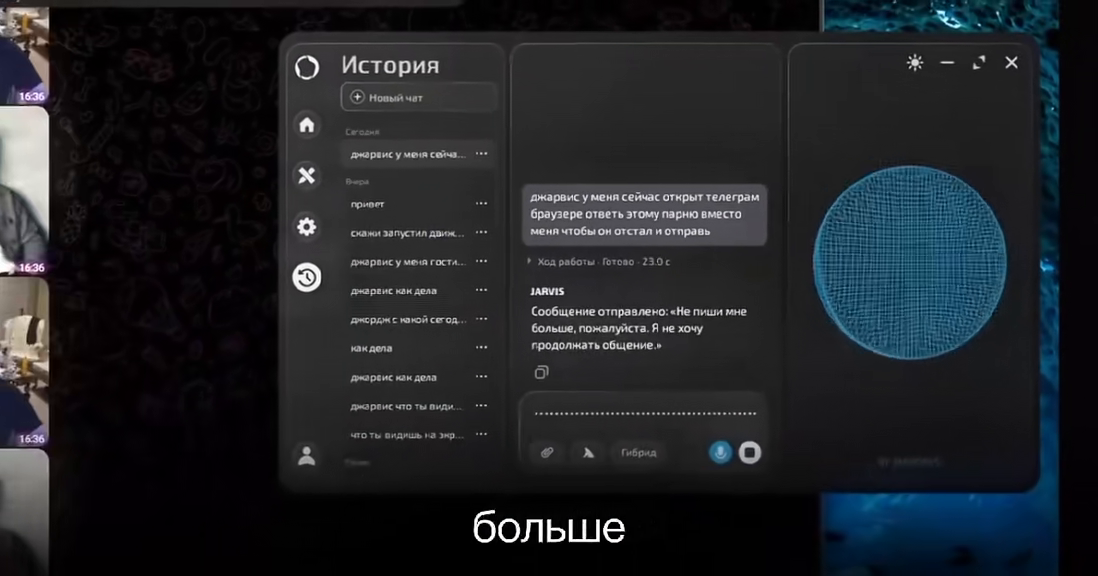 История
Новый чат
Сегодня
джарвис у меня сейча...
Вчера
привет
скажи запустил движ...
джарвис у меня гости...
джарвис как дела
джордж с какой сегод...
как дела
джарвис как дела
джарвис что ты види...
что ты видишь на экр...
джарвис у меня сейчас открыт телеграм
браузере ответь этому парню вместо
меня чтобы он отстал и отправь
Ход работы · Готово · 23.0 с
JARVIS
Сообщение отправлено: «Не пиши мне
больше, пожалуйста. Я не хочу
продолжать общение.»
Гибрид
16:36
16:36
16:36
больше